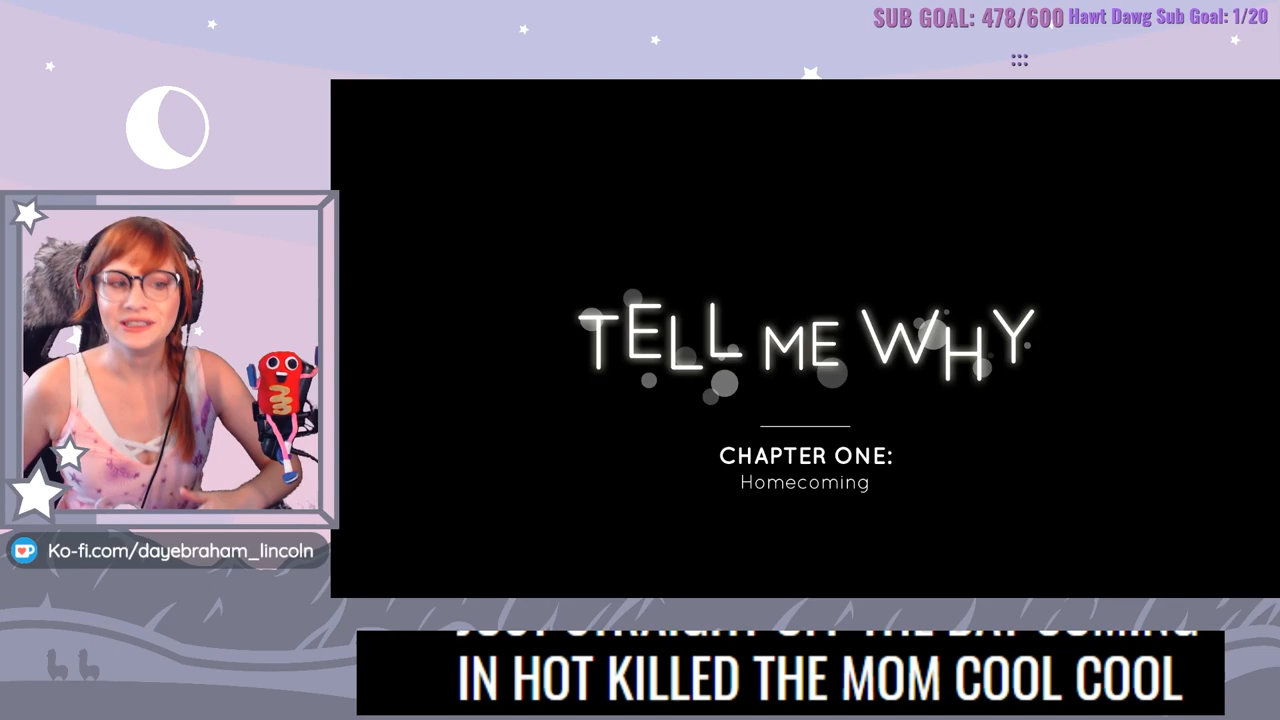 SUB GOAL: 478/600 Hawt Dawg Sub Goal: 1/20
TELL ME WHY
CHAPTER ONE:
Homecoming
Ko-fi.com/dayebraham_lincoln
IN HOT KILLED THE MOM COOL COOL